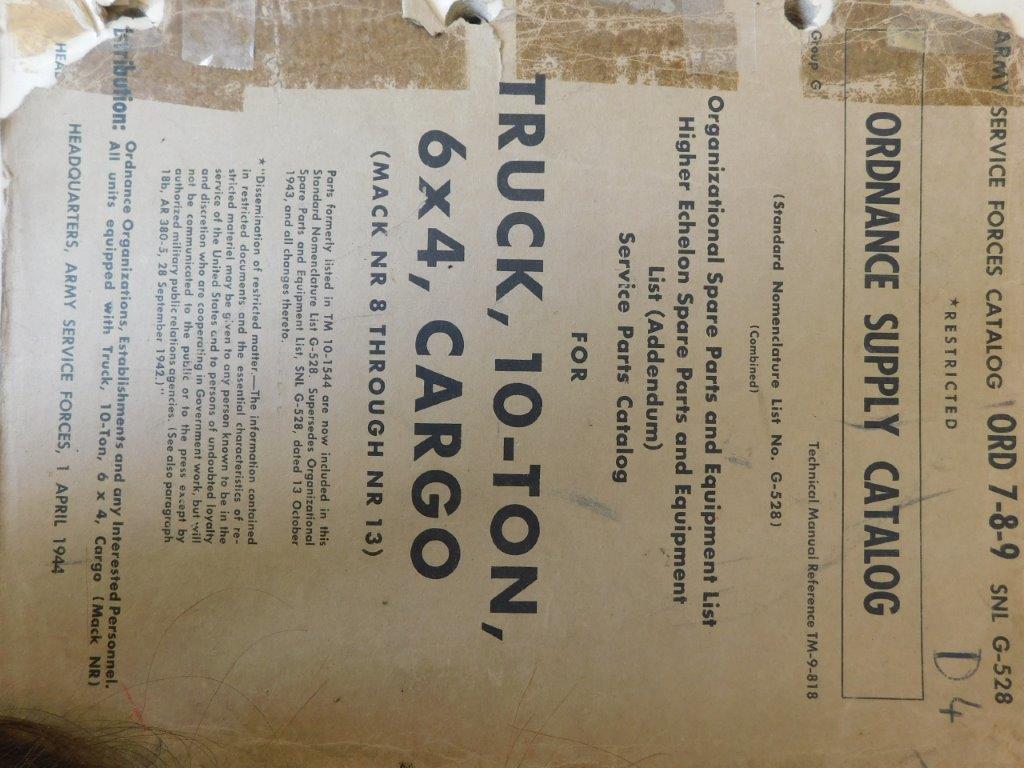 ARMY SERVICE FORCES CATALOG ORD 7-8-9 SNL G-528
*RESTRICTED
D4
ORDNANCE SUPPLY CATALOG
Group G
Technical Manual Reference TM-9-818
(Standard Nomenclature List No. G-528)
(Combined)
Organizational Spare Parts and Equipment List
Higher Echelon Spare Parts and Equipment
List (Addendum)
Service Parts Catalog
FOR
TRUCK, 10-TON,
6x4, CARGO
(MACK NR 8 THROUGH NR 13)
Parts formerly listed in TM 10-1544 are now included in this
Standard Nomenclature List G-528. Supersedes Organizational
Spare Parts and Equipment List, SNL G-528, dated 13 October
1943, and all changes thereto.
*"Dissemination of restricted matter.—The information contained
in restricted documents and the essential characteristics of re-
stricted materiel may be given to any person known to be in the
service of the United States and to persons of undoubted loyalty
and discretion who are cooperating in Government work, but will
not be communicated to the public or to the press except by
authorized military public relations agencies. (See also paragraph
18b, AR 380-5, 28 September 1942.)"
istribution: Ordnance Organizations, Establishments and any Interested Personnel.
All units equipped with Truck, 10-Ton, 6 x 4, Cargo (Mack NR)
HEADQUARTERS, ARMY SERVICE FORCES, 1 APRIL 1944
HEA